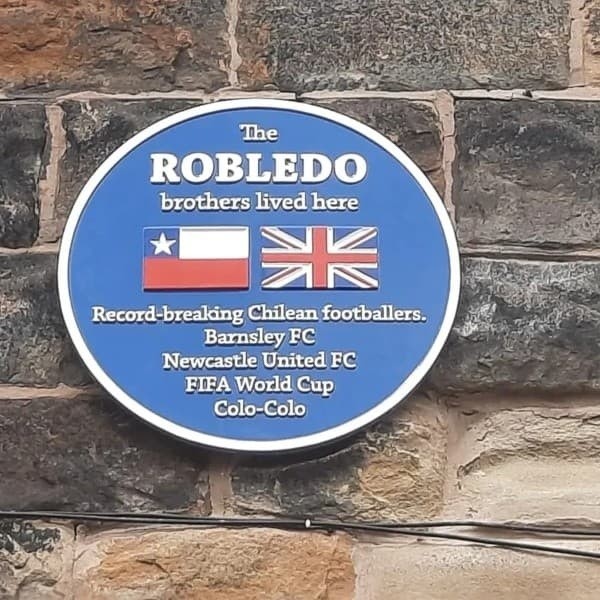 The
ROBLEDO
brothers lived here
Record-breaking Chilean footballers.
Barnsley FC
Newcastle United FC
FIFA World Cup
Colo-Colo